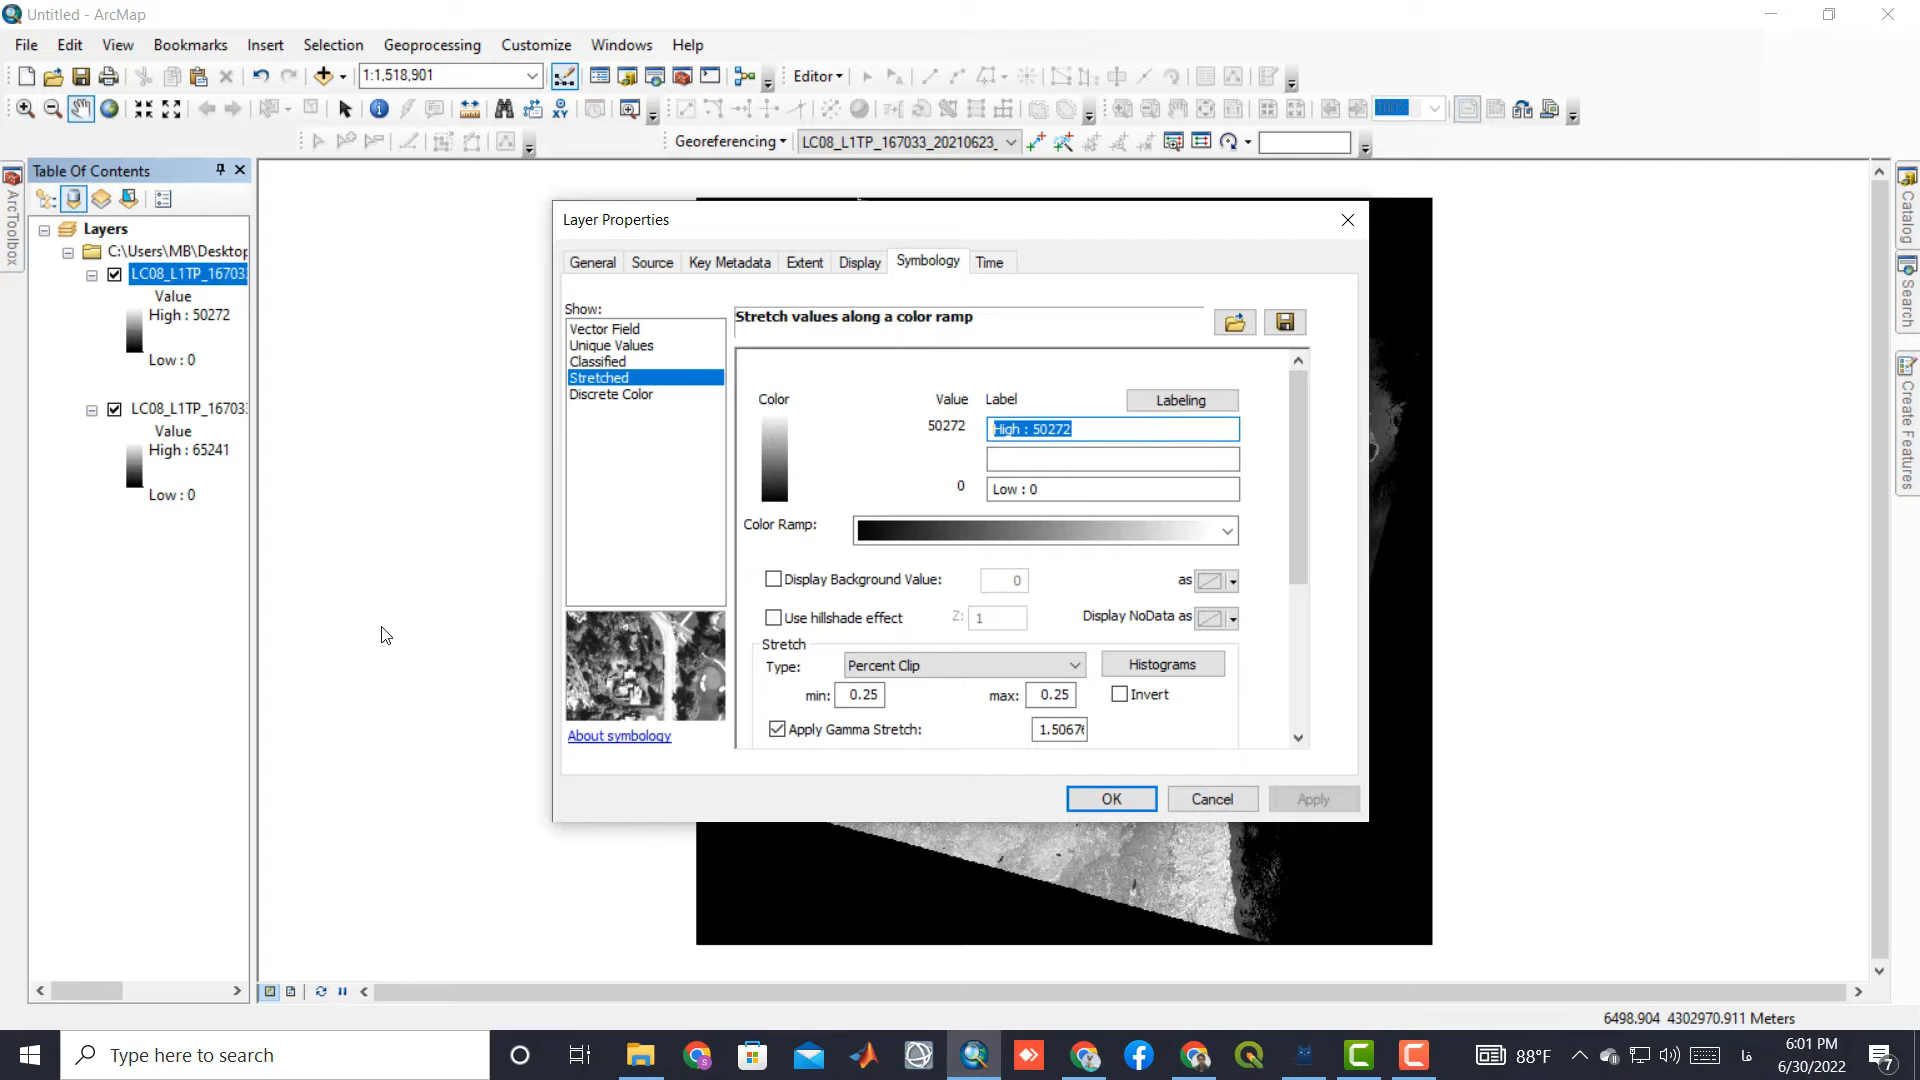 Untitled - ArcMap
File Edit View Bookmarks Insert Selection Geoprocessing Customize Windows Help
1:1,518,901
Editor
Georeferencing
LC08_L1TP_167033_20210623_
Table Of Contents
ArcToolbox
Layers
C:\Users\MB\Desktop
LC08_L1TP_16703
Value
High : 50272
Low : 0
LC08_L1TP_16703
Value
High : 65241
Low : 0
Layer Properties
General Source Key Metadata Extent Display Symbology Time
Show:
Vector Field
Unique Values
Classified
Stretched
Discrete Color
About symbology
Stretch values along a color ramp
Color Value Label Labeling
50272 High : 50272
0 Low : 0
Color Ramp:
Display Background Value: 0 as
Use hillshade effect Z: 1 Display NoData as
Stretch
Type: Percent Clip Histograms
min: 0.25 max: 0.25 Invert
Apply Gamma Stretch: 1.5067
OK Cancel Apply
Catalog
Search
Create Features
6498.904 4302970.911 Meters
Type here to search
88°F
فا
6:01 PM
6/30/2022
7